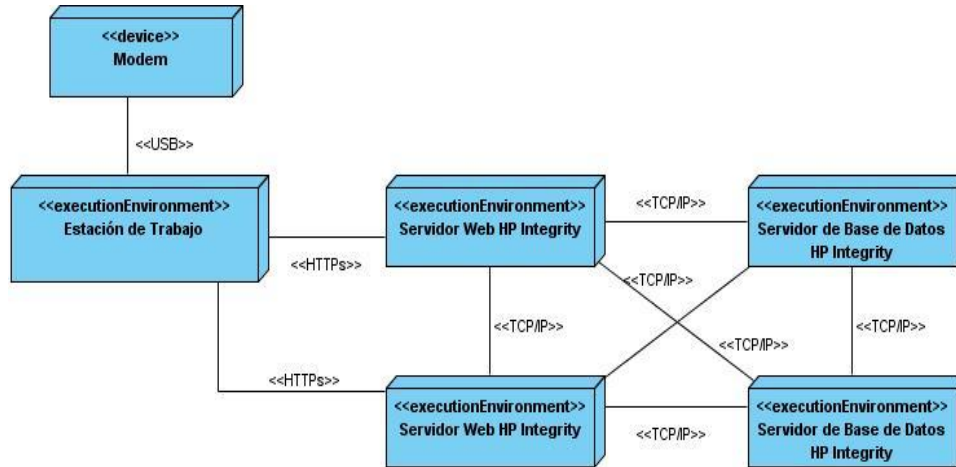 <<device>>
Modem
<<USB>>
<<executionEnvironment>>
Estación de Trabajo
<<executionEnvironment>>
Servidor Web HP Integrity
<<TCP/IP>>
<<executionEnvironment>>
Servidor de Base de Datos
HP Integrity
<<HTTPs>>
<<TCP/IP>>
<<TCP/IP>>
<<TCP/IP>>
<<TCP/IP>>
<<HTTPs>>
<<executionEnvironment>>
Servidor Web HP Integrity
<<TCP/IP>>
<<executionEnvironment>>
Servidor de Base de Datos
HP Integrity